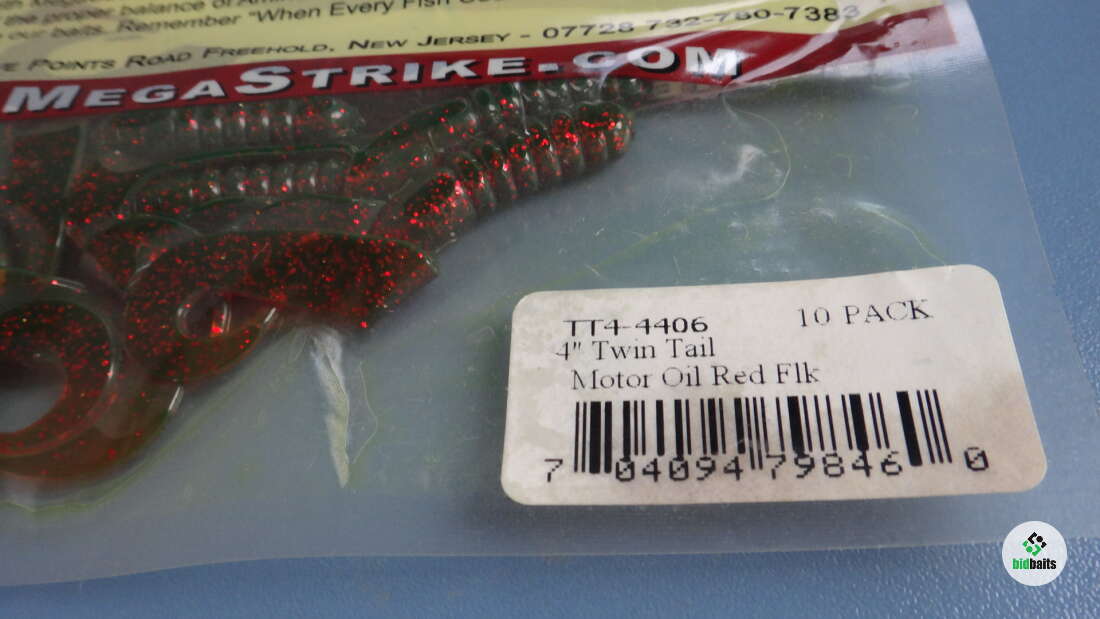 the proper balance of
our baits. Remember "When Every Fish
POINTS ROAD FREEHOLD, NEW JERSEY - 07728 732-780-7383
MEGASTRIKE.COM
TT4-4406 10 PACK
4" Twin Tail
Motor Oil Red Flk
7 04094 79846 0
bidbaits